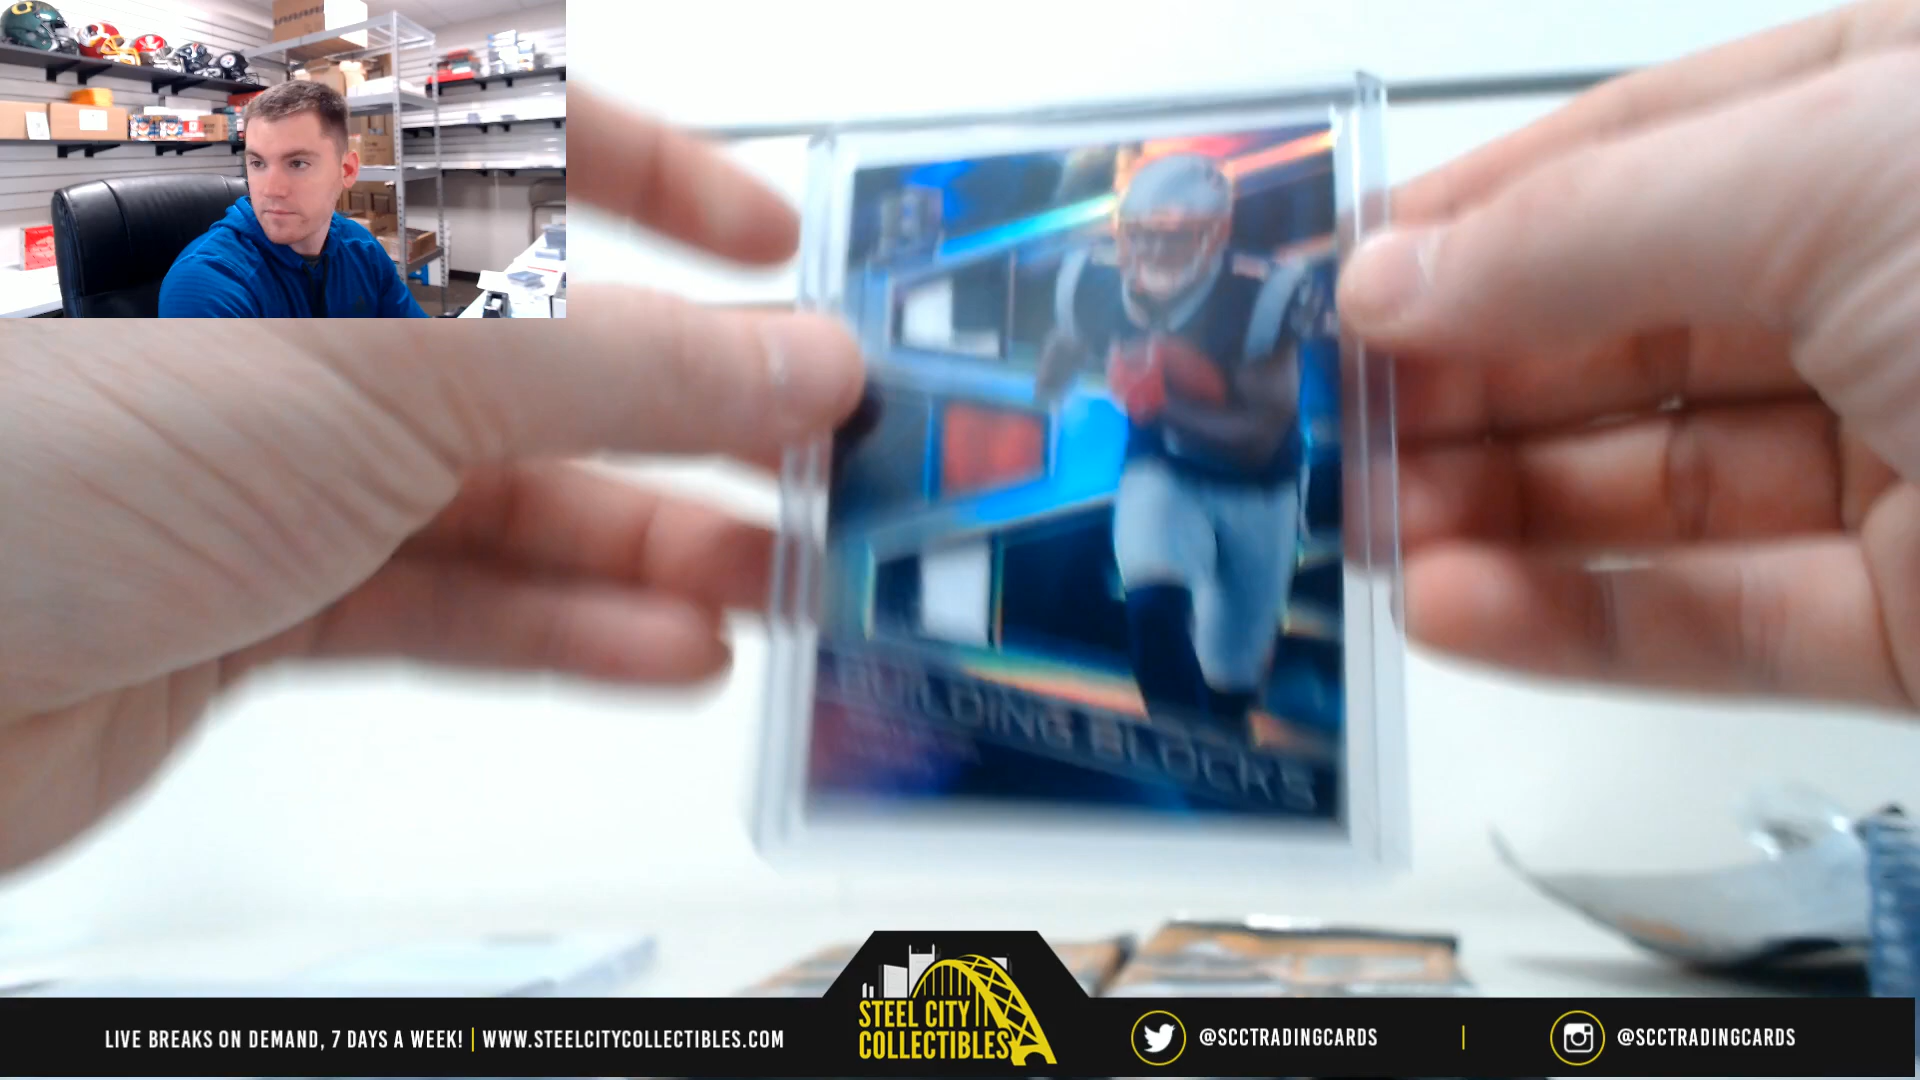 BUILDING BLOCKS
LIVE BREAKS ON DEMAND, 7 DAYS A WEEK! | WWW.STEELCITYCOLLECTIBLES.COM
STEEL CITY
COLLECTIBLES
@SCCTRADINGCARDS | @SCCTRADINGCARDS